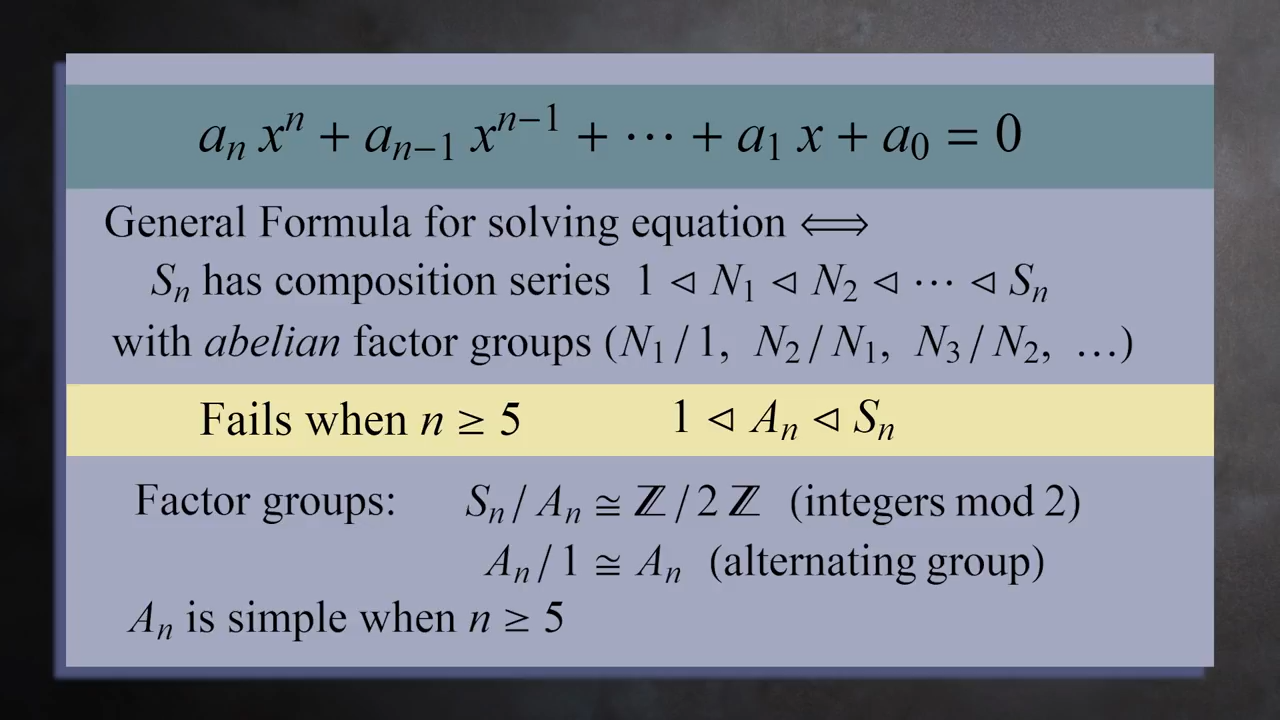 aₙ xⁿ + aₙ₋₁ xⁿ⁻¹ + ⋯ + a₁ x + a₀ = 0
General Formula for solving equation ⟺
Sₙ has composition series 1 ◁ N₁ ◁ N₂ ◁ ⋯ ◁ Sₙ
with abelian factor groups (N₁/1, N₂/N₁, N₃/N₂, …)
Fails when n ≥ 5 1 ◁ Aₙ ◁ Sₙ
Factor groups: Sₙ/Aₙ ≅ ℤ/2ℤ (integers mod 2)
Aₙ/1 ≅ Aₙ (alternating group)
Aₙ is simple when n ≥ 5